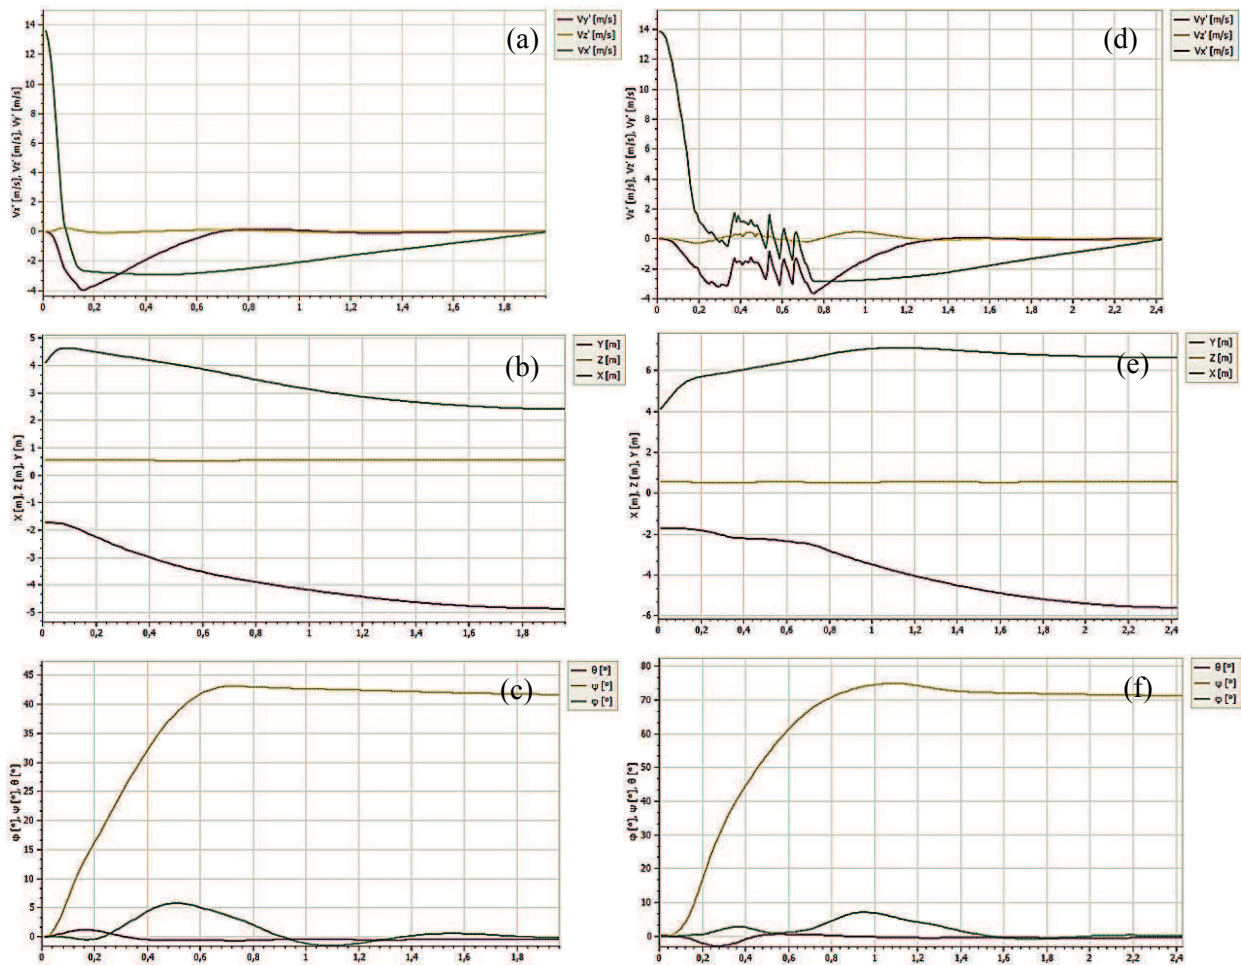 (a)
Vy' [m/s]
Vz' [m/s]
Vx' [m/s]
Vx' [m/s], Vz' [m/s], Vy' [m/s]
14
12
10
8
6
4
2
0
-2
-4
0 0,2 0,4 0,6 0,8 1 1,2 1,4 1,6 1,8
(d)
Vy' [m/s]
Vz' [m/s]
Vx' [m/s]
Vx' [m/s], Vz' [m/s], Vy' [m/s]
14
12
10
8
6
4
2
0
-2
-4
0 0,2 0,4 0,6 0,8 1 1,2 1,4 1,6 1,8 2 2,2 2,4
(b)
Y [m]
Z [m]
X [m]
X [m], Z [m], Y [m]
5
4
3
2
1
0
-1
-2
-3
-4
-5
0 0,2 0,4 0,6 0,8 1 1,2 1,4 1,6 1,8
(e)
Y [m]
Z [m]
X [m]
X [m], Z [m], Y [m]
6
4
2
0
-2
-4
-6
0 0,2 0,4 0,6 0,8 1 1,2 1,4 1,6 1,8 2 2,2 2,4
(c)
θ [°]
ψ [°]
φ [°]
φ [°], ψ [°], θ [°]
45
40
35
30
25
20
15
10
5
0
0 0,2 0,4 0,6 0,8 1 1,2 1,4 1,6 1,8
(f)
θ [°]
ψ [°]
φ [°]
φ [°], ψ [°], θ [°]
80
70
60
50
40
30
20
10
0
0 0,2 0,4 0,6 0,8 1 1,2 1,4 1,6 1,8 2 2,2 2,4